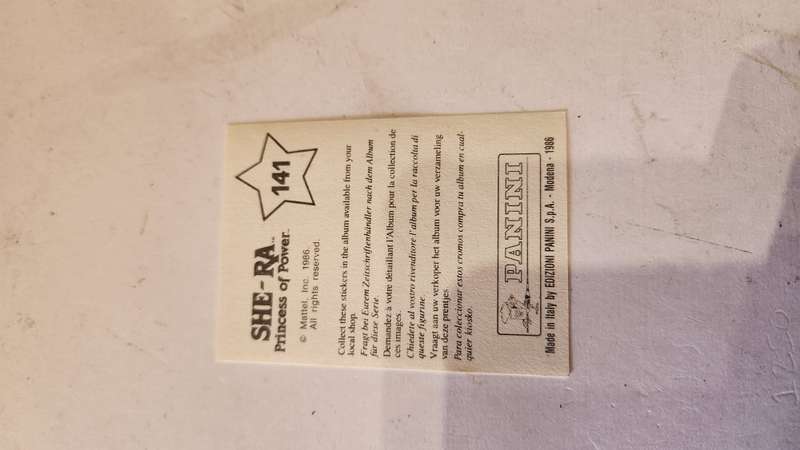 SHE-RA™
Princess of Power™
141
© Mattel, Inc. 1986.
All rights reserved.
Collect these stickers in the album available from your
local shop.
Fragt bei Eurem Zeitschriftenhändler nach dem Album
für diese Serie.
Demandez à votre détaillant l'Album pour la collection de
ces images.
Chiedete al vostro rivenditore l'album per la raccolta di
queste figurine.
Vraagt aan uw verkoper het album voor uw verzameling
van deze prentjes.
Para coleccionar estos cromos compra tu album en cual-
quier kiosko.
PANINI
Made in Italy by EDIZIONI PANINI S.p.A. - Modena - 1986